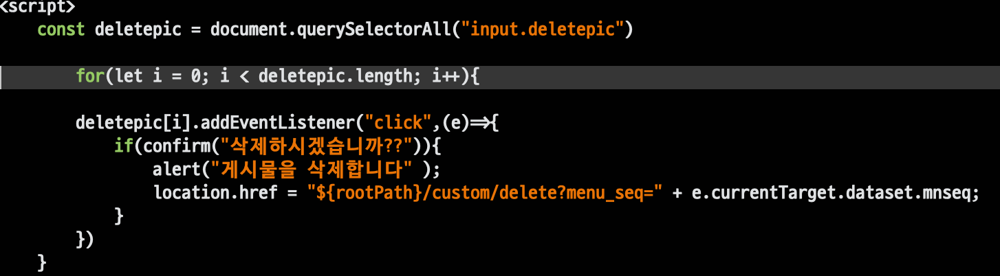 <script>
const deletepic = document.querySelectorAll("input.deletepic")
for(let i = 0; i < deletepic.length; i++){
deletepic[i].addEventListener("click",(e)=>{
if(confirm("삭제하시겠습니까??")){
alert("게시물을 삭제합니다" );
location.href = "${rootPath}/custom/delete?menu_seq=" + e.currentTarget.dataset.mnseq;
}
})
}